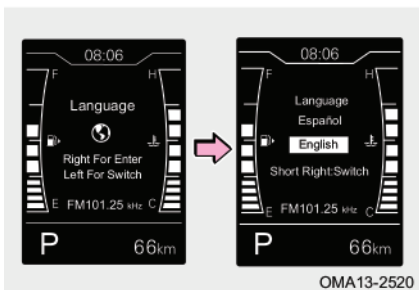 08:06
F H
Language
Right For Enter
Left For Switch
E FM101.25 kHz C
P 66km
08:06
F H
Language
Español
English
Short Right:Switch
E FM101.25 kHz C
P 66km
OMA13-2520